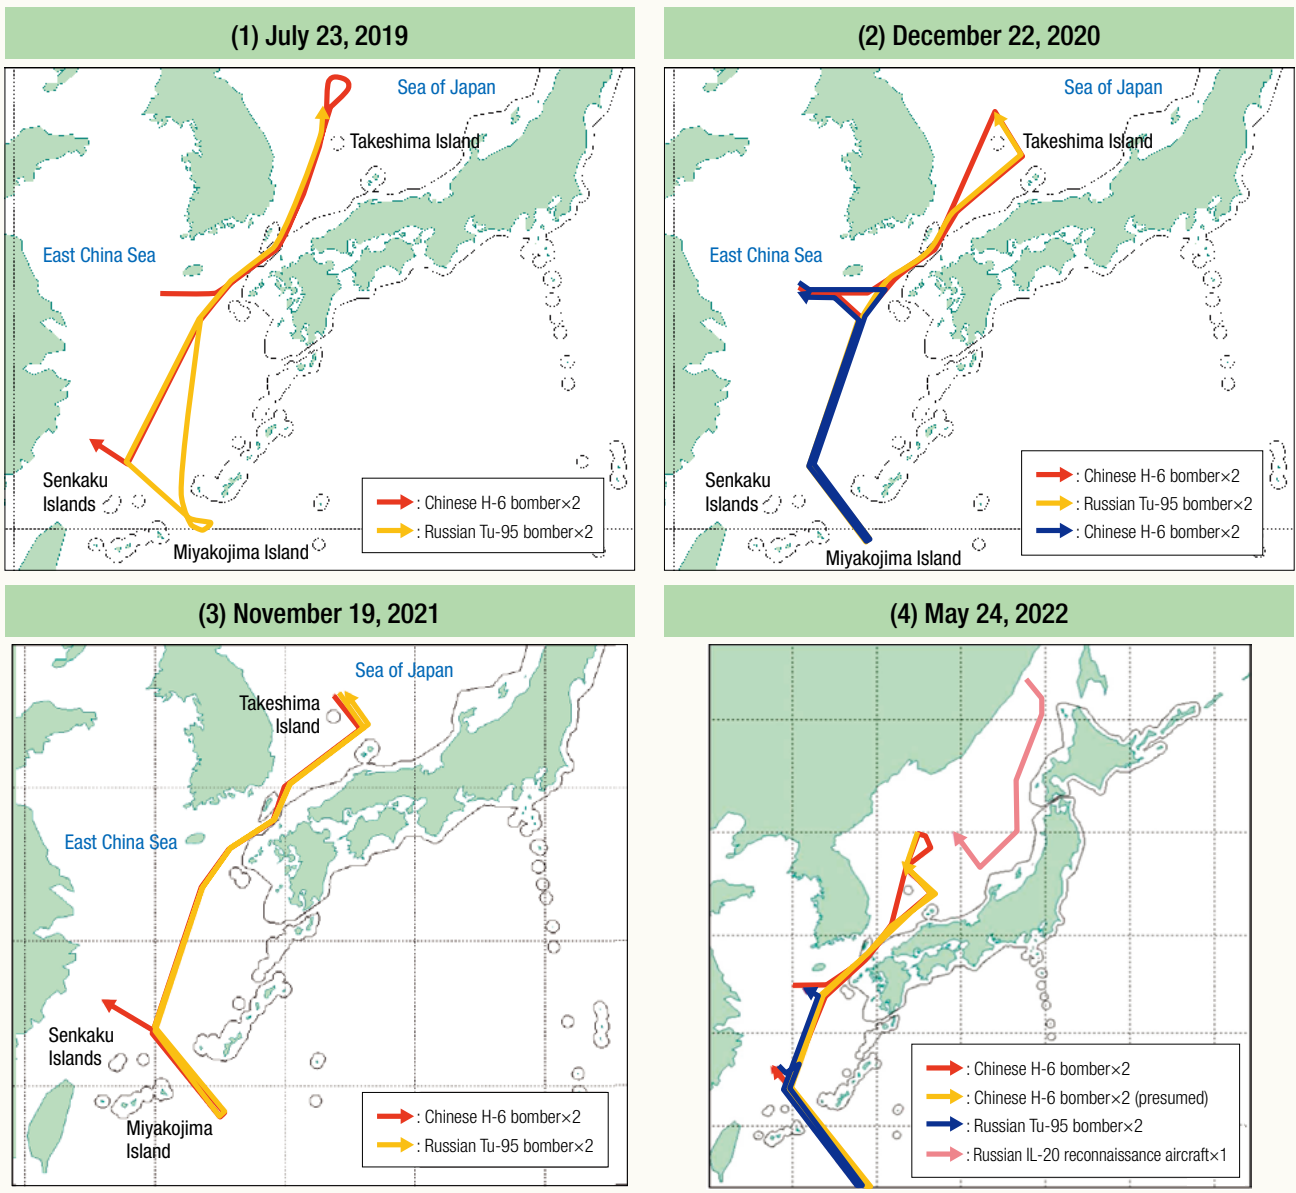 (1) July 23, 2019
Sea of Japan
Takeshima Island
East China Sea
Senkaku
Islands
Miyakojima Island
: Chinese H-6 bomber×2
: Russian Tu-95 bomber×2
(2) December 22, 2020
Sea of Japan
Takeshima Island
East China Sea
Senkaku
Islands
Miyakojima Island
: Chinese H-6 bomber×2
: Russian Tu-95 bomber×2
: Chinese H-6 bomber×2
(3) November 19, 2021
Sea of Japan
Takeshima
Island
East China Sea
Senkaku
Islands
Miyakojima
Island
: Chinese H-6 bomber×2
: Russian Tu-95 bomber×2
(4) May 24, 2022
: Chinese H-6 bomber×2
: Chinese H-6 bomber×2 (presumed)
: Russian Tu-95 bomber×2
: Russian IL-20 reconnaissance aircraft×1